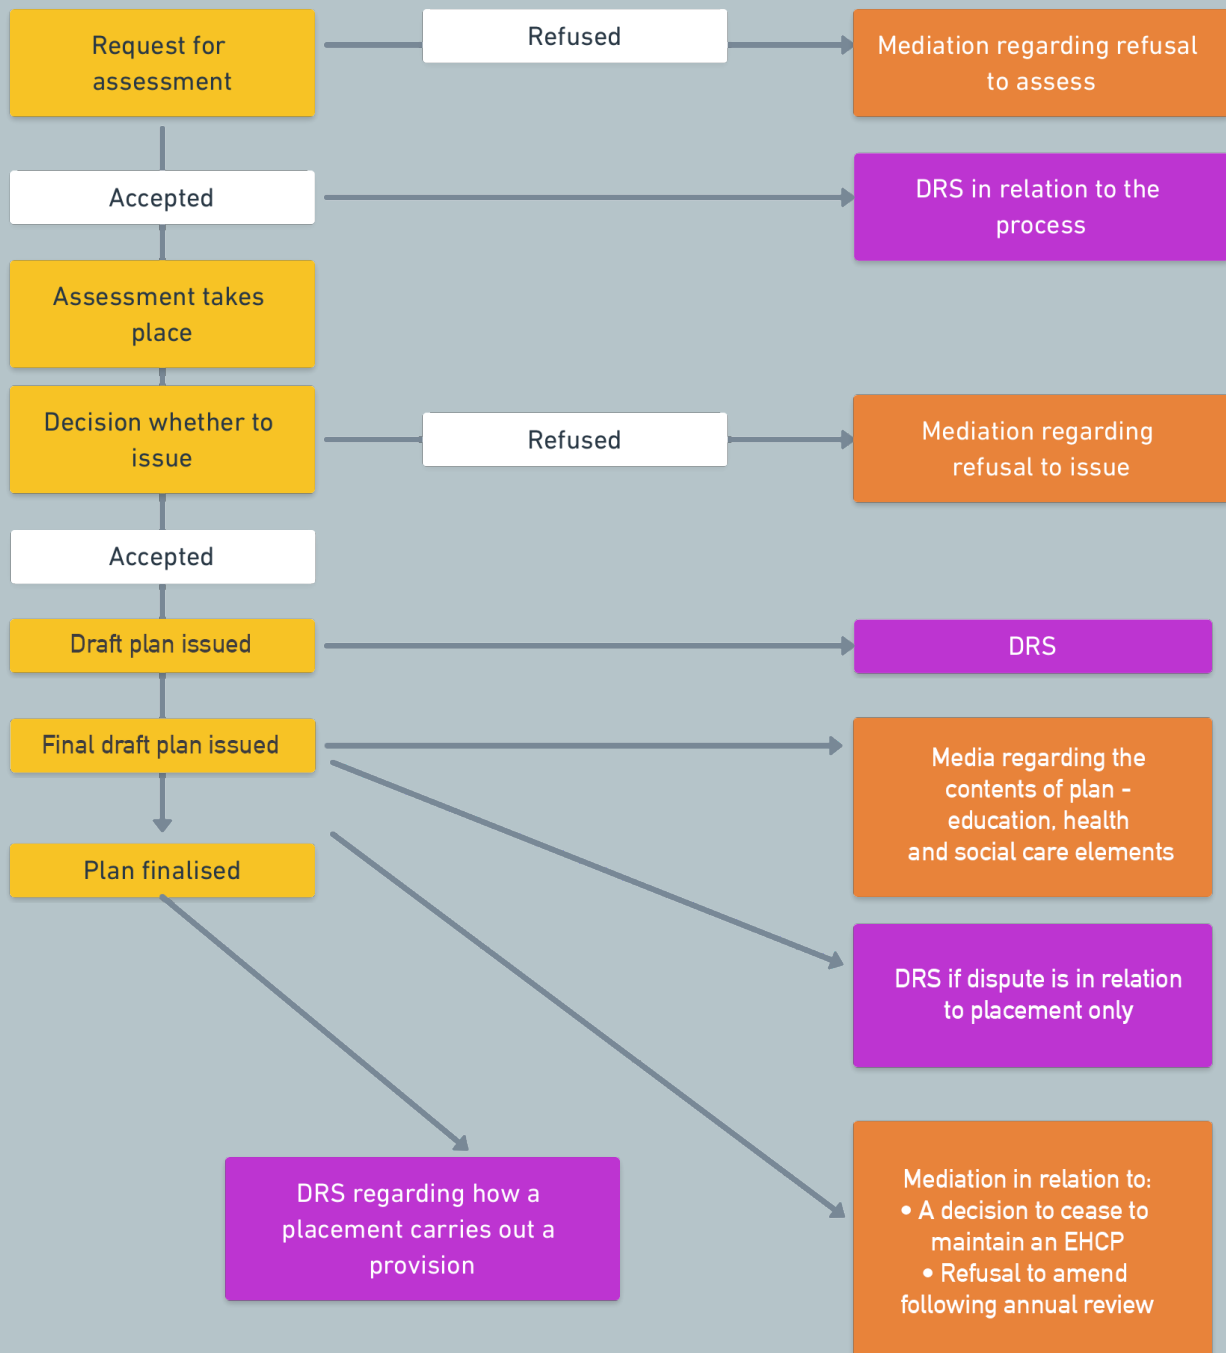 Request for
assessment
Refused
Mediation regarding refusal
to assess
Accepted
DRS in relation to the
process
Assessment takes
place
Decision whether to
issue
Refused
Mediation regarding
refusal to issue
Accepted
Draft plan issued
DRS
Final draft plan issued
Media regarding the
contents of plan -
education, health
and social care elements
Plan finalised
DRS if dispute is in relation
to placement only
DRS regarding how a
placement carries out a
provision
Mediation in relation to:
• A decision to cease to
maintain an EHCP
• Refusal to amend
following annual review